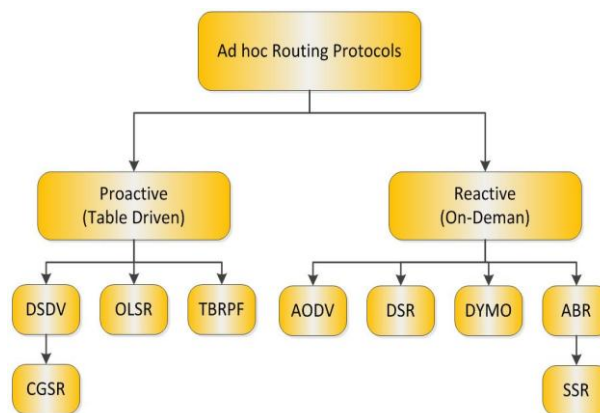 Ad hoc Routing Protocols
Proactive
(Table Driven)
Reactive
(On-Deman)
DSDV
OLSR
TBRPF
AODV
DSR
DYMO
ABR
CGSR
SSR